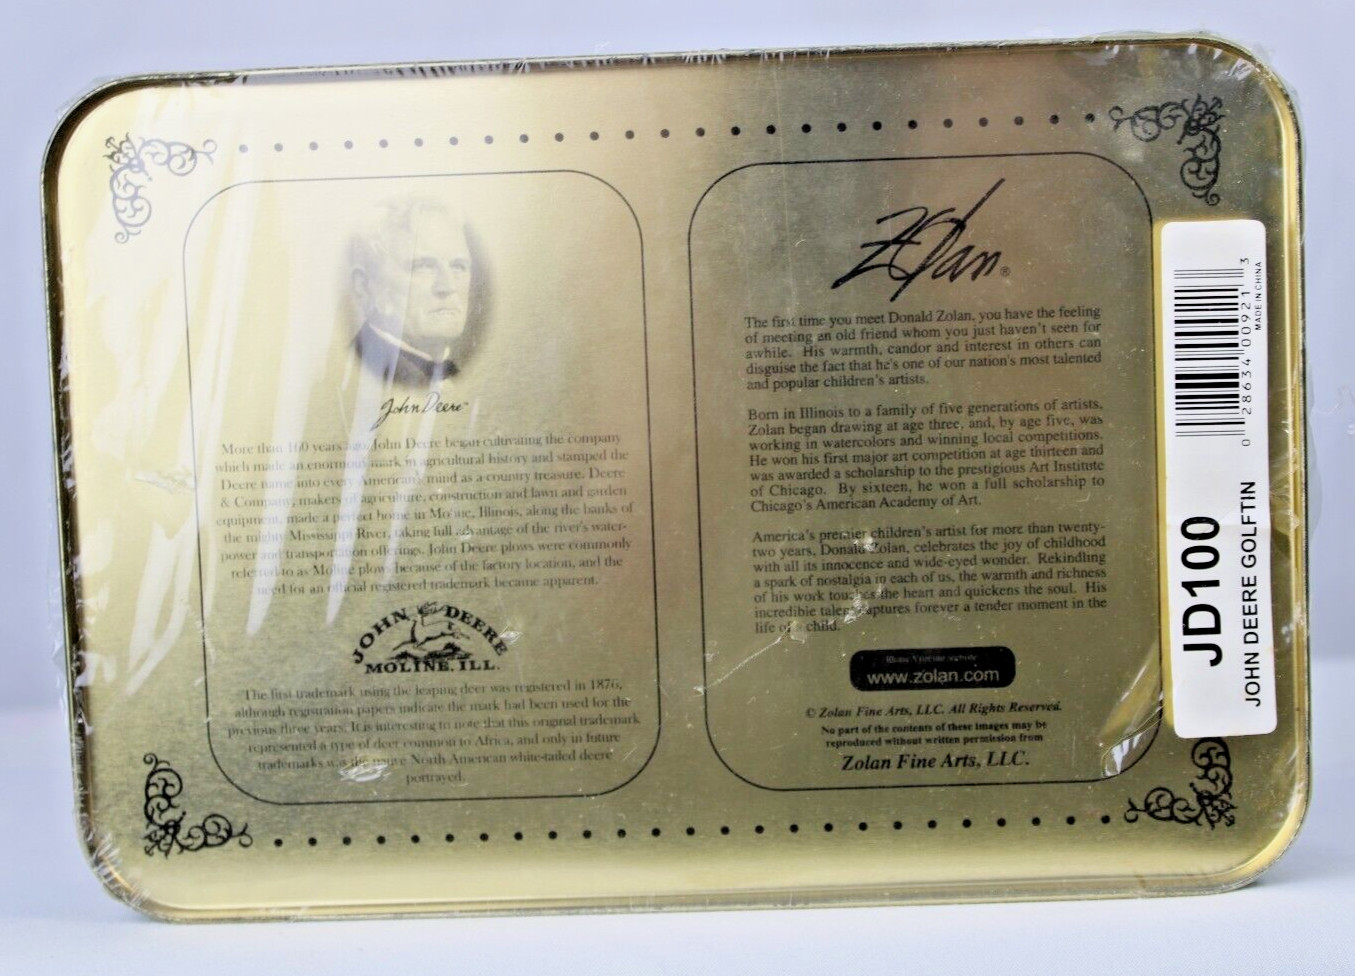 John Deere™
More than 160 years ago, John Deere began cultivating the company
which made an enormous mark in agricultural history and stamped the
Deere name into every American's mind as a country treasure. Deere
& Company, makers of agriculture, construction and lawn and garden
equipment, made a perfect home in Moline, Illinois, along the banks of
the mighty Mississippi River, taking full advantage of the river's water-
power and transportation offerings. John Deere plows were commonly
referred to as Moline plows because of the factory location, and the
need for an official registered trademark became apparent.
JOHN DEERE
MOLINE, ILL.
The first trademark using the leaping deer was registered in 1876,
although registration papers indicate the mark had been used for the
previous three years. It is interesting to note that this original trademark
represented a type of deer common to Africa, and only in future
trademarks was the native North American white-tailed deere
portrayed.
Zolan®
The first time you meet Donald Zolan, you have the feeling
of meeting an old friend whom you just haven't seen for
awhile. His warmth, candor and interest in others can
disguise the fact that he's one of our nation's most talented
and popular children's artists.
Born in Illinois to a family of five generations of artists,
Zolan began drawing at age three, and, by age five, was
working in watercolors and winning local competitions.
He won his first major art competition at age thirteen and
was awarded a scholarship to the prestigious Art Institute
of Chicago. By sixteen, he won a full scholarship to
Chicago's American Academy of Art.
America's premier children's artist for more than twenty-
two years, Donald Zolan, celebrates the joy of childhood
with all its innocence and wide-eyed wonder. Rekindling
a spark of nostalgia in each of us, the warmth and richness
of his work touches the heart and quickens the soul. His
incredible talent captures forever a tender moment in the
life of a child.
Please Visit our website
www.zolan.com
© Zolan Fine Arts, LLC. All Rights Reserved.
No part of the contents of these images may be
reproduced without written permission from
Zolan Fine Arts, LLC.
0 28634 00921 3
MADE IN CHINA
JD100
JOHN DEERE GOLFTIN